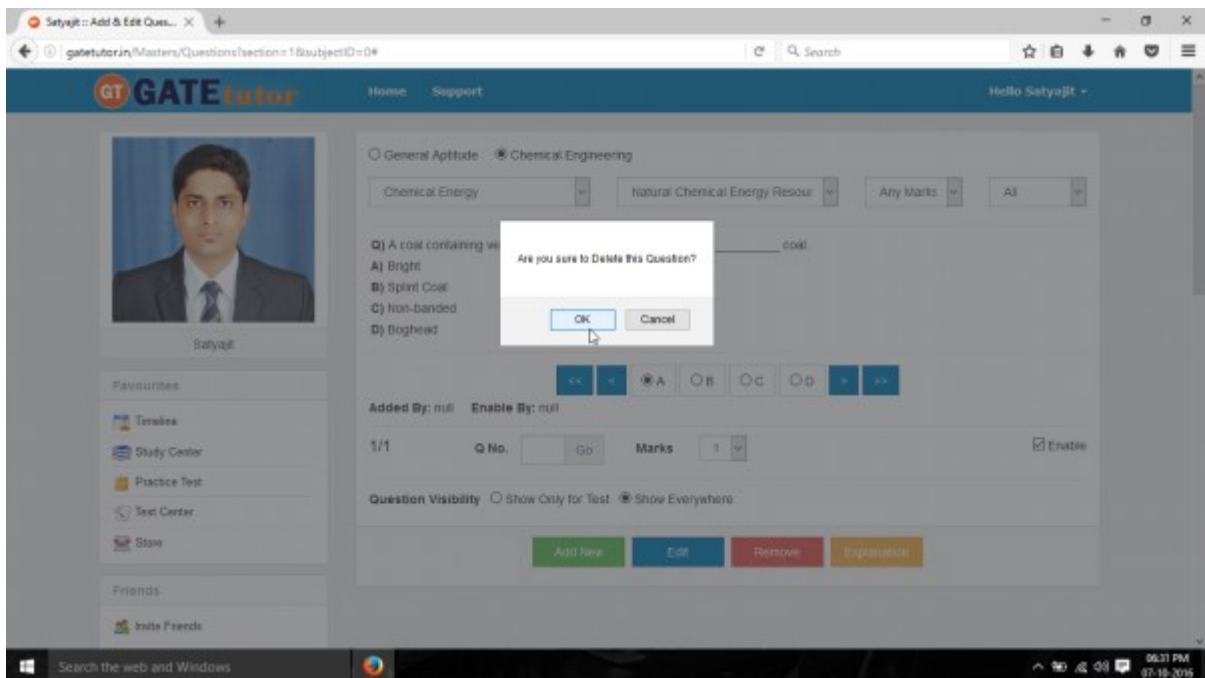 Satyajit :: Add & Edit Ques...
gatetutor.in/Masters/Questions?section=1&subjectID=0#
Search
GT GATEtutor
Home Support
Hello Satyajit
General Aptitude Chemical Engineering
Chemical Energy Natural Chemical Energy Resour Any Marks All
Q) A coal containing ve ________ coal.
A) Bright
B) Splint Coal
C) Non-banded
D) Boghead
Are you sure to Delete this Question?
OK Cancel
<< < A B C D > >>
Added By: null Enable By: null
1/1 Q No. Go Marks 1 Enable
Question Visibility Show Only for Test Show Everywhere
Add New Edit Remove Explanation
Satyajit
Favourites
Timeline
Study Center
Practice Test
Test Center
Store
Friends
Invite Friends
Search the web and Windows
06:31 PM
07-10-2016